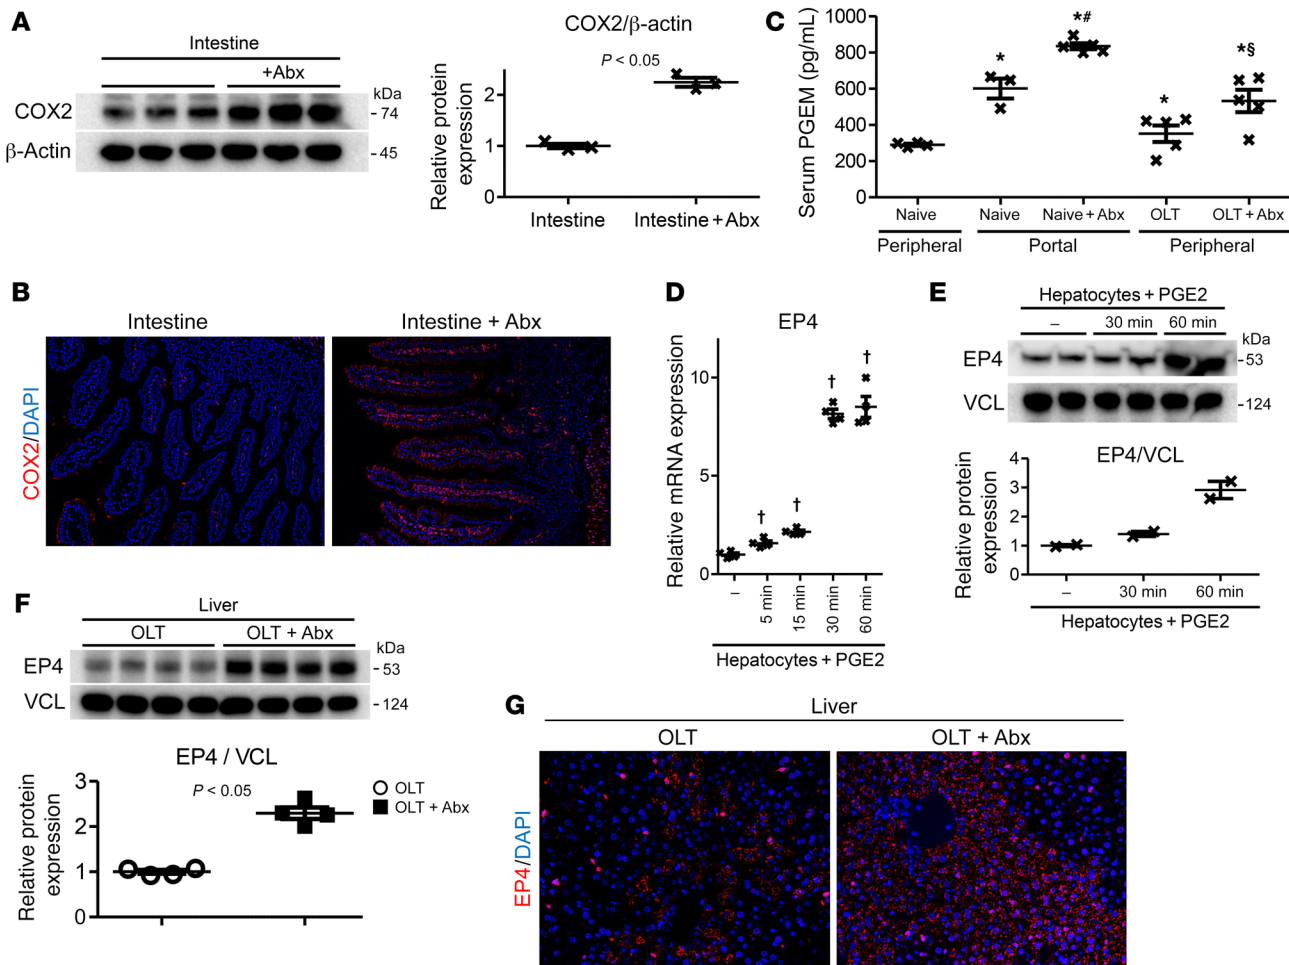 A
Intestine
+Abx
kDa
COX2
- 74
β-Actin
- 45
COX2/β-actin
P < 0.05
Relative protein
expression
2
1
0
Intestine
Intestine + Abx
C
Serum PGEM (pg/mL)
1000
800
600
400
200
0
*
*#
*
*§
Naive
Naive
Naive + Abx
OLT
OLT + Abx
Peripheral
Portal
Peripheral
B
Intestine
Intestine + Abx
COX2/DAPI
D
EP4
Relative mRNA expression
10
5
0
†
†
†
†
–
5 min
15 min
30 min
60 min
Hepatocytes + PGE2
E
Hepatocytes + PGE2
–
30 min
60 min
kDa
EP4
- 53
VCL
- 124
EP4/VCL
Relative protein
expression
4
3
2
1
0
–
30 min
60 min
Hepatocytes + PGE2
F
Liver
OLT
OLT + Abx
kDa
EP4
- 53
VCL
- 124
EP4 / VCL
P < 0.05
OLT
OLT + Abx
Relative protein
expression
3
2
1
0
G
Liver
OLT
OLT + Abx
EP4/DAPI